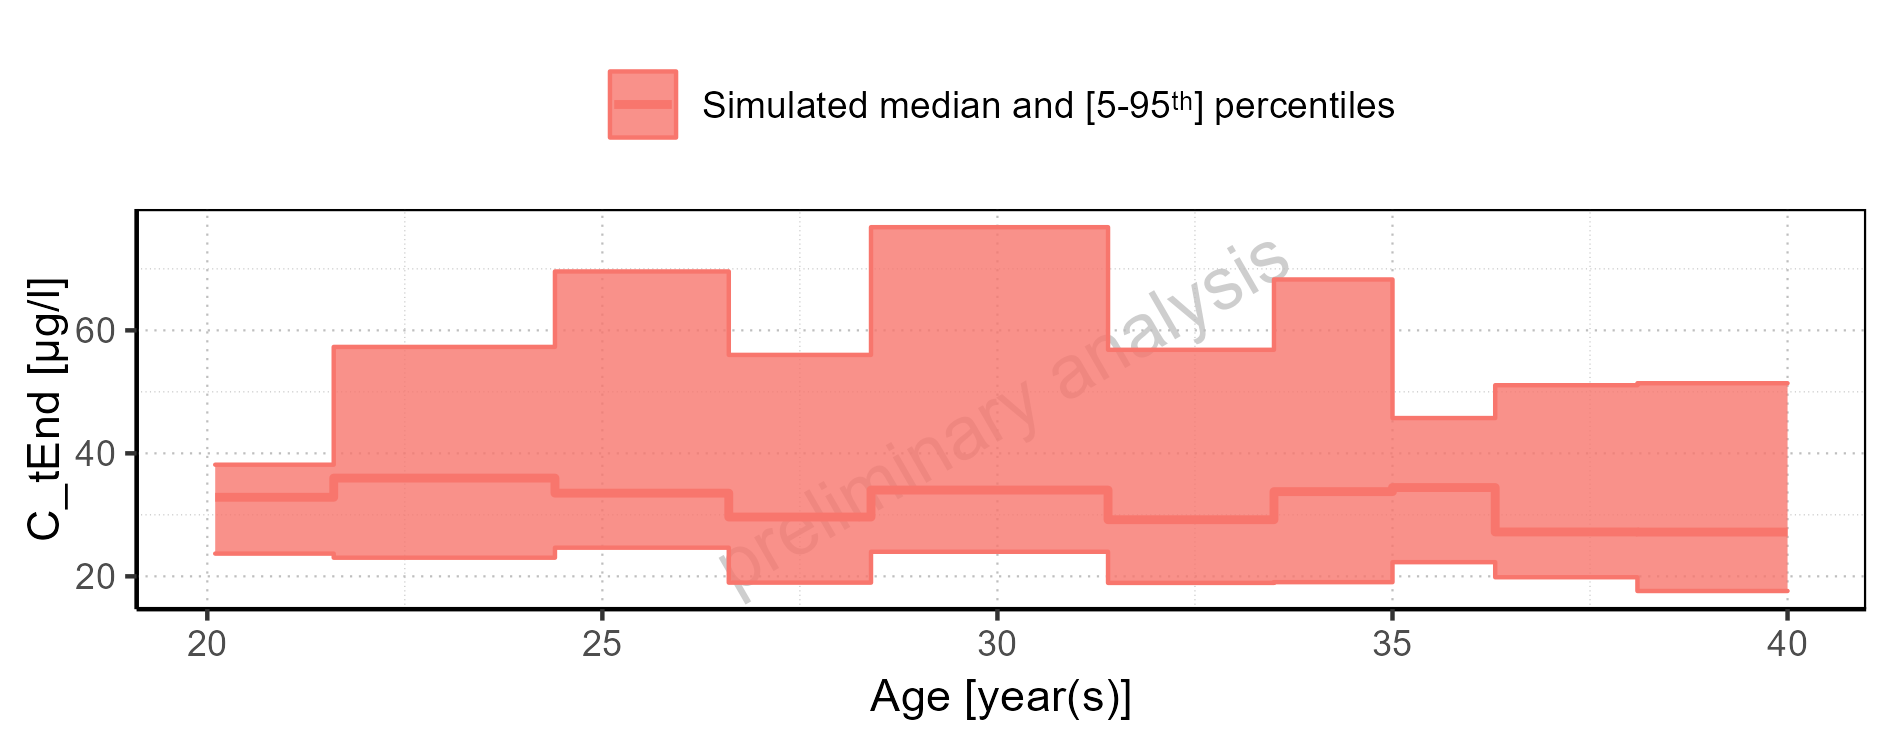 Simulated median and [5-95th] percentiles
C_tEnd [µg/l]
60
40
20
preliminary analysis
20 25 30 35 40
Age [year(s)]